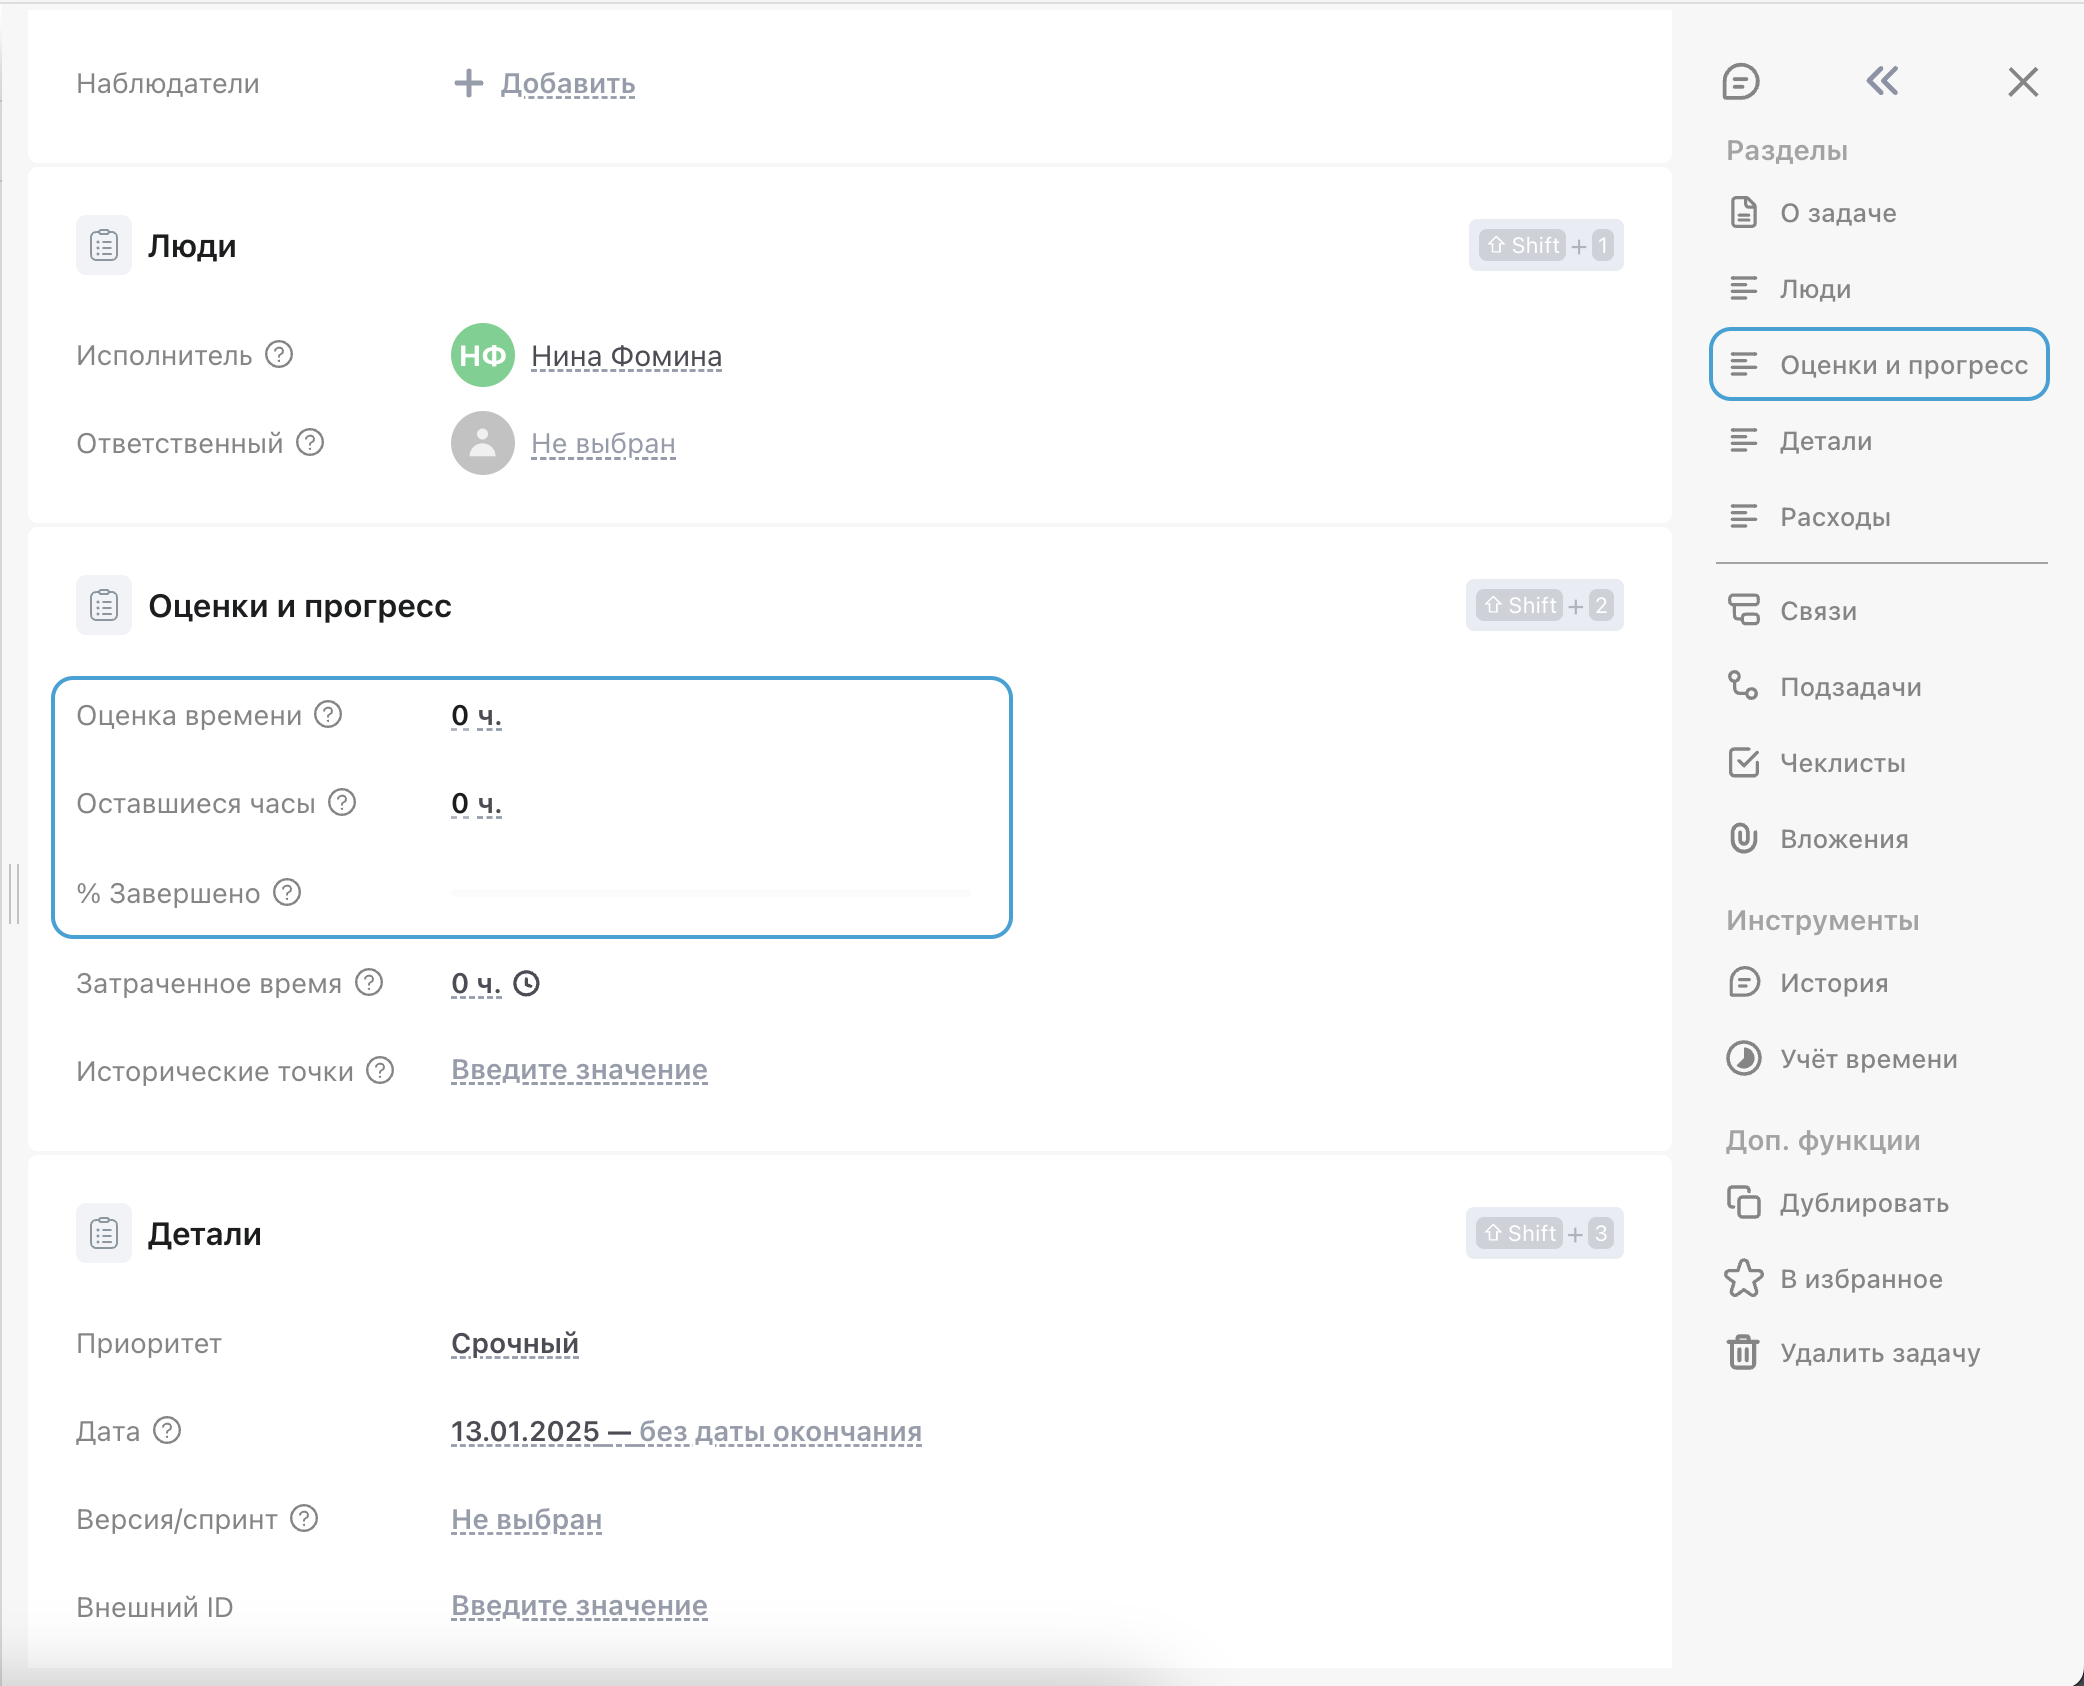 Наблюдатели
Добавить
Люди
Shift + 1
Исполнитель
НФ Нина Фомина
Ответственный
Не выбран
Оценки и прогресс
Shift + 2
Оценка времени
0 ч.
Оставшиеся часы
0 ч.
% Завершено
Затраченное время
0 ч.
Исторические точки
Введите значение
Детали
Shift + 3
Приоритет
Срочный
Дата
13.01.2025 — без даты окончания
Версия/спринт
Не выбран
Внешний ID
Введите значение
Разделы
О задаче
Люди
Оценки и прогресс
Детали
Расходы
Связи
Подзадачи
Чеклисты
Вложения
Инструменты
История
Учёт времени
Доп. функции
Дублировать
В избранное
Удалить задачу